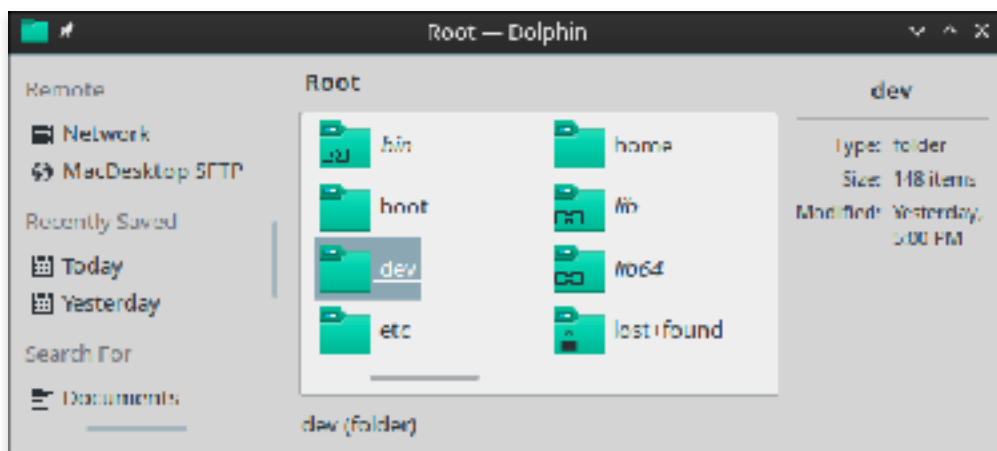 Root — Dolphin
Remote
Network
MacDesktop SFTP
Recently Saved
Today
Yesterday
Search For
Documents
Root
bin
boot
dev
etc
home
lib
lib64
lost+found
dev (folder)
dev
Type: folder
Size: 148 items
Modified: Yesterday,
5:00 PM